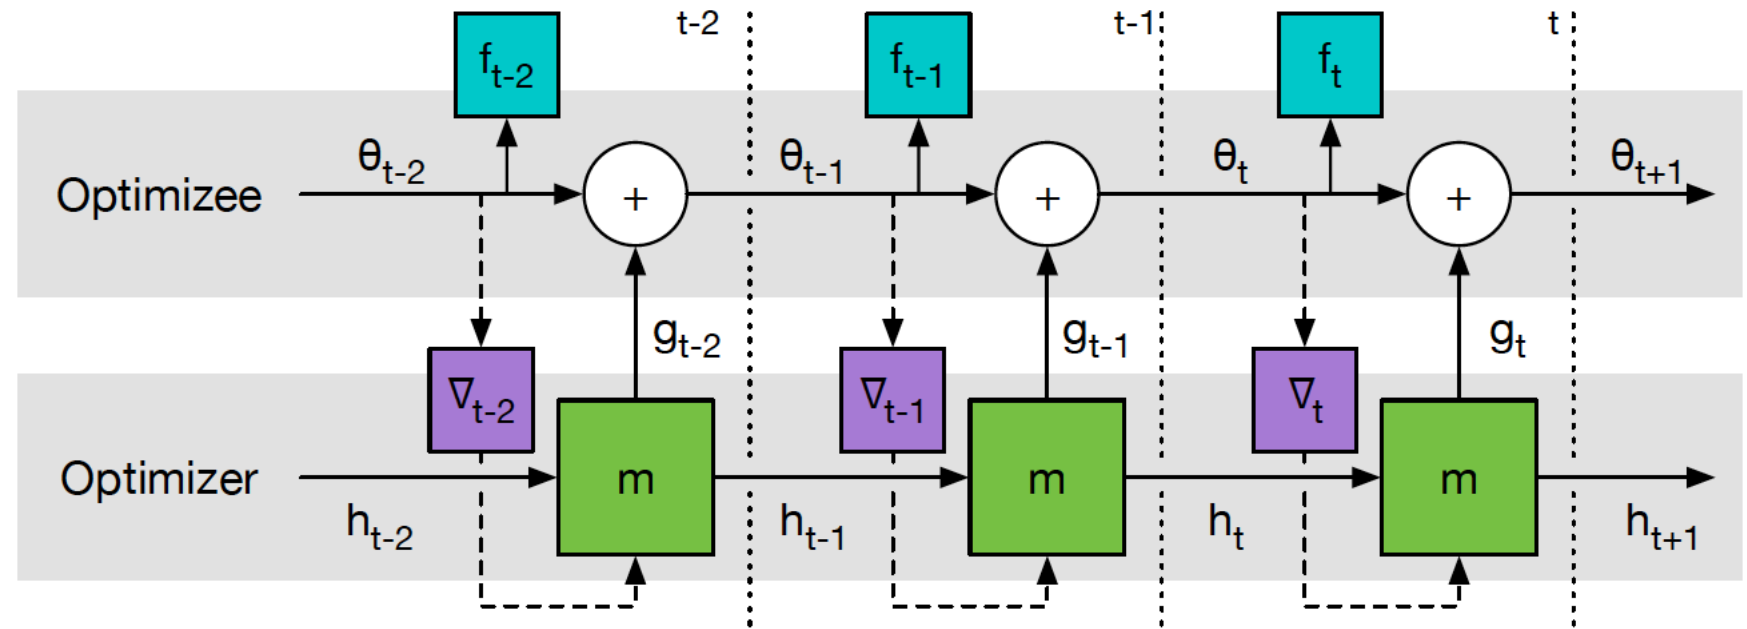 t-2 t-1 t
f_{t-2} f_{t-1} f_t
θ_{t-2} θ_{t-1} θ_t θ_{t+1}
Optimizee + + +
g_{t-2} g_{t-1} g_t
∇_{t-2} ∇_{t-1} ∇_t
Optimizer m m m
h_{t-2} h_{t-1} h_t h_{t+1}